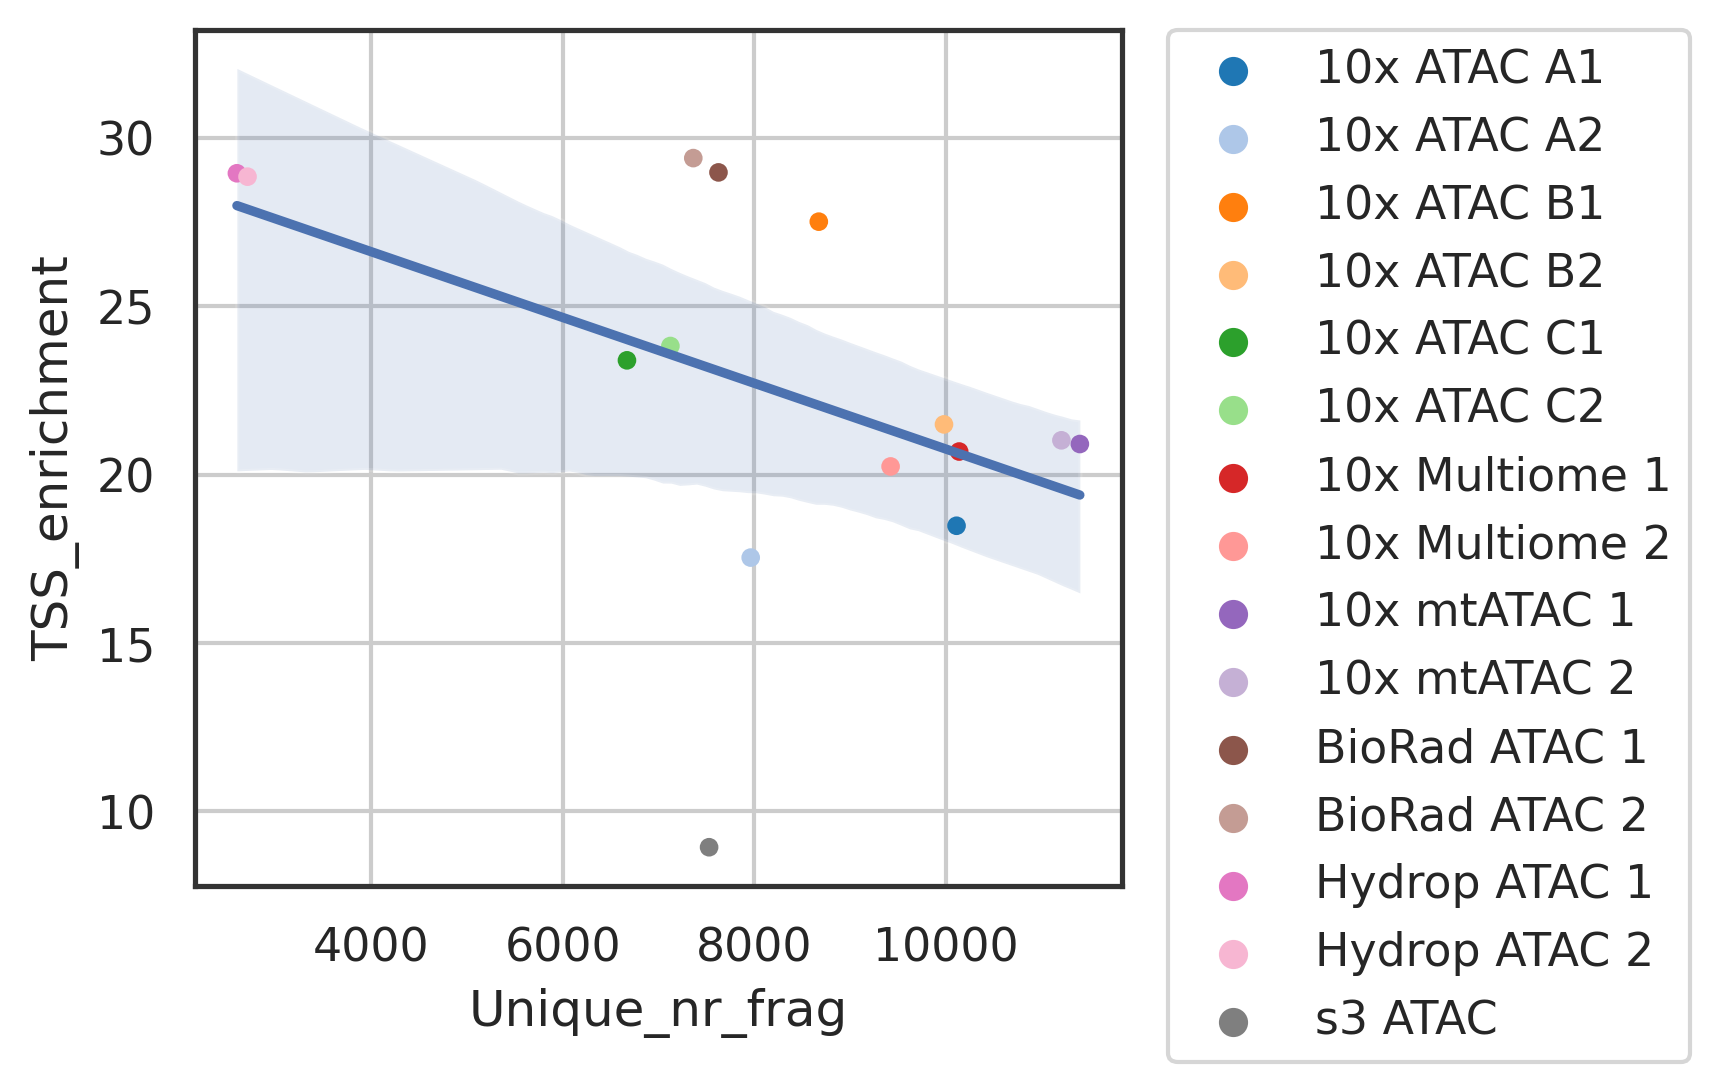 TSS_enrichment
30
25
20
15
10
4000 6000 8000 10000
Unique_nr_frag
10x ATAC A1
10x ATAC A2
10x ATAC B1
10x ATAC B2
10x ATAC C1
10x ATAC C2
10x Multiome 1
10x Multiome 2
10x mtATAC 1
10x mtATAC 2
BioRad ATAC 1
BioRad ATAC 2
Hydrop ATAC 1
Hydrop ATAC 2
s3 ATAC